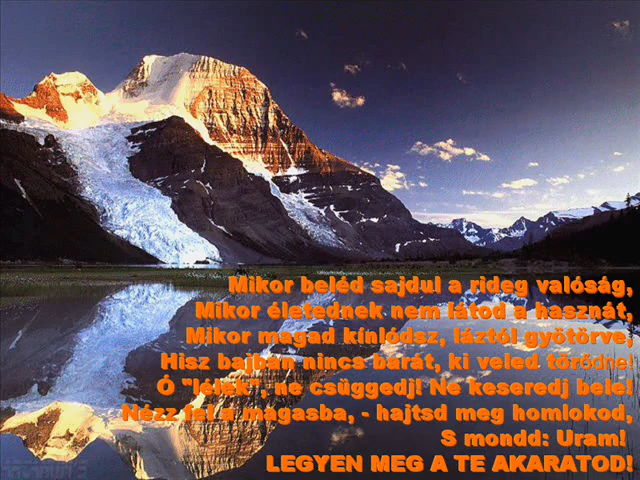 Mikor beléd sajdul a rideg valóság,
Mikor életednek nem látod a hasznát,
Mikor magad kínlódsz, láztól gyötörve,
Hisz bajban nincs barát, ki veled törődne!
Ó "lélek", ne csüggedj! Ne keseredj bele!
Nézz fel a magasba, - hajtsd meg homlokod,
S mondd: Uram!
LEGYEN MEG A TE AKARATOD!